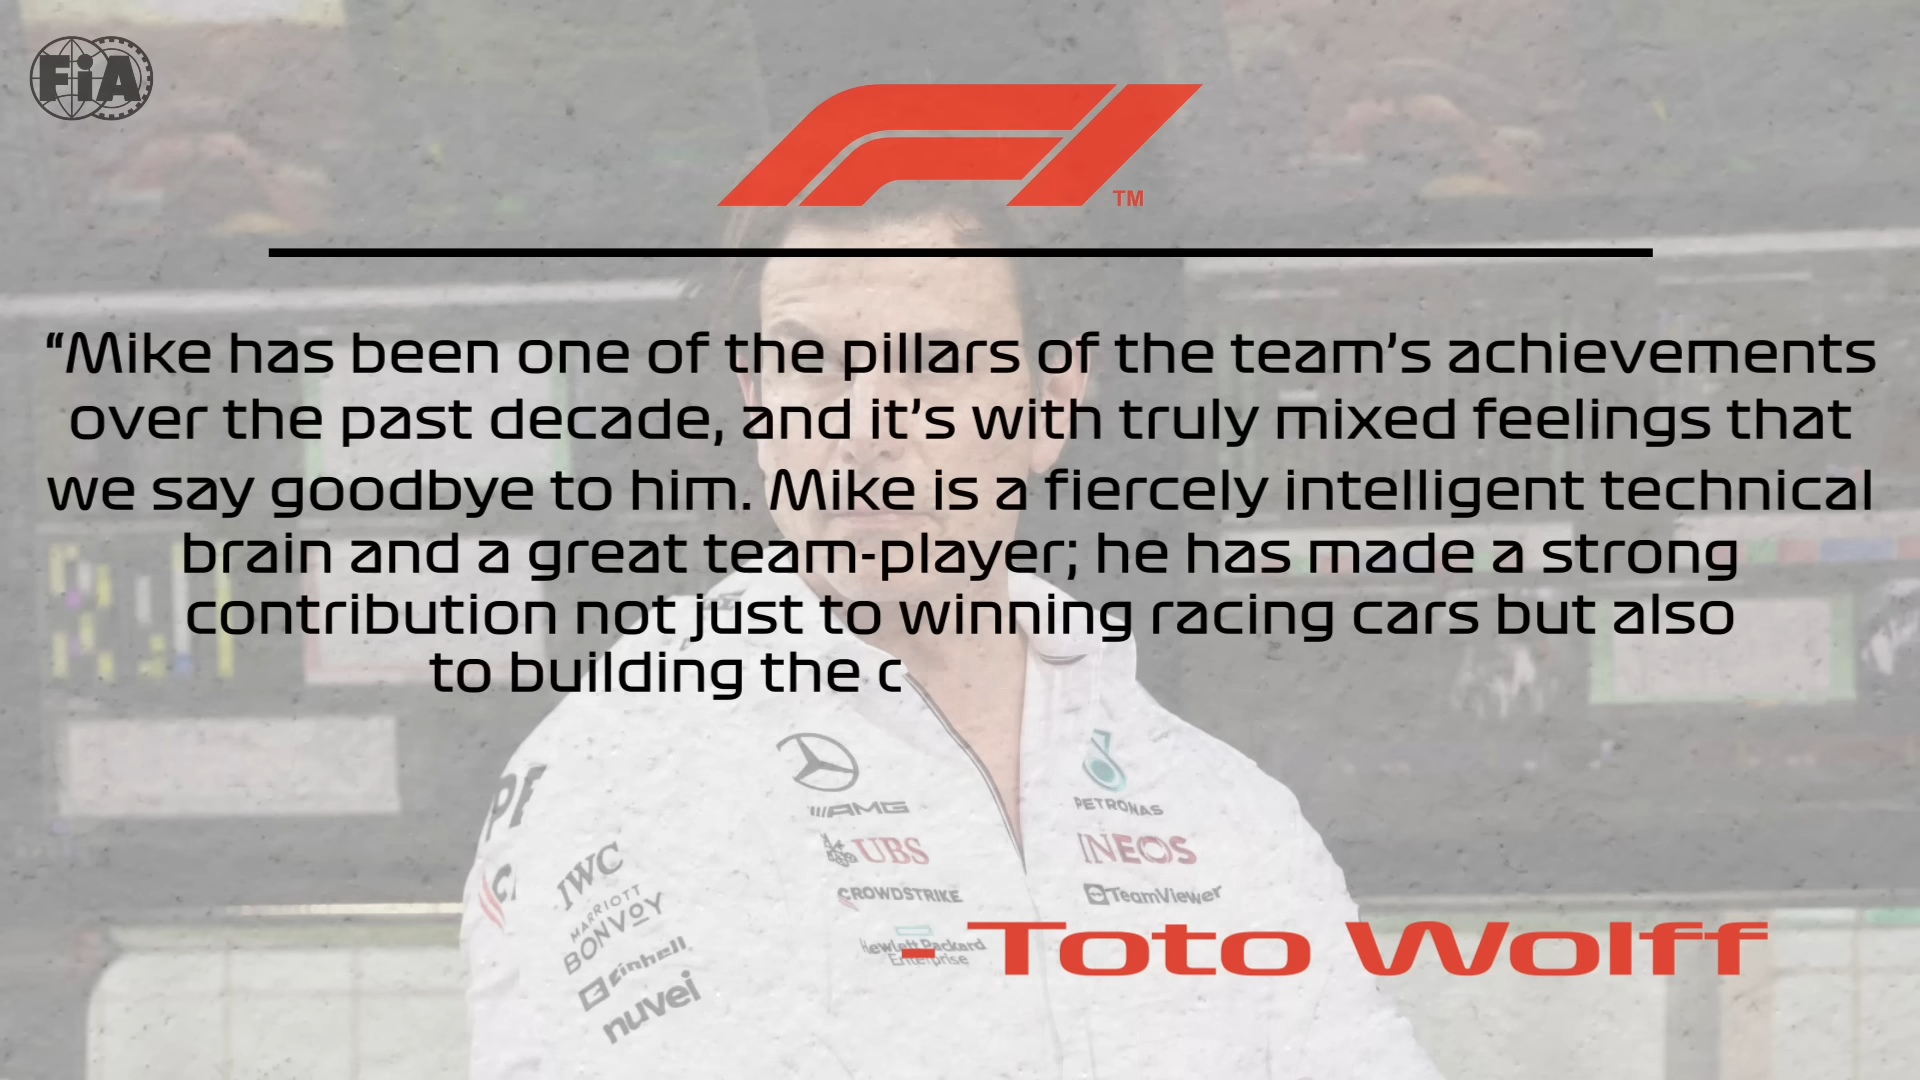 FiA
F1
TM
“Mike has been one of the pillars of the team’s achievements
over the past decade, and it’s with truly mixed feelings that
we say goodbye to him. Mike is a fiercely intelligent technical
brain and a great team-player; he has made a strong
contribution not just to winning racing cars but also
to building the c
PE
AMG
PETRONAS
UBS
INEOS
IWC
CROWDSTRIKE
TeamViewer
MARRIOTT
BONVOY
Hewlett Packard
Enterprise
- Toto Wolff
Einhell
nuvei